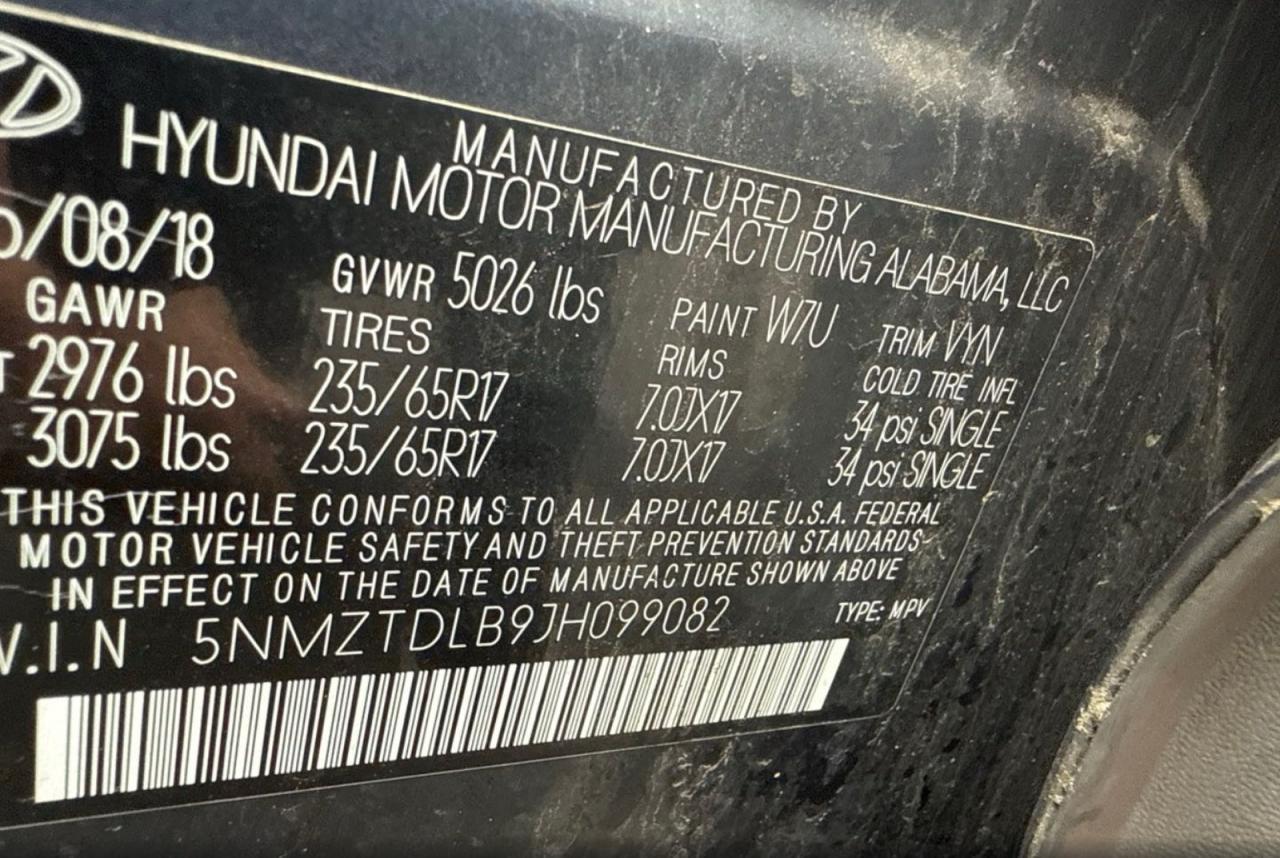 MANUFACTURED BY
HYUNDAI MOTOR MANUFACTURING ALABAMA, LLC
/08/18 GVWR 5026 lbs PAINT W7U TRIM VYN
GAWR TIRES RIMS COLD TIRE INFL
T 2976 lbs 235/65R17 7.0JX17 34 psi SINGLE
3075 lbs 235/65R17 7.0JX17 34 psi SINGLE
THIS VEHICLE CONFORMS TO ALL APPLICABLE U.S.A. FEDERAL
MOTOR VEHICLE SAFETY AND THEFT PREVENTION STANDARDS
IN EFFECT ON THE DATE OF MANUFACTURE SHOWN ABOVE
V.I.N 5NMZTDLB9JH099082 TYPE: MPV